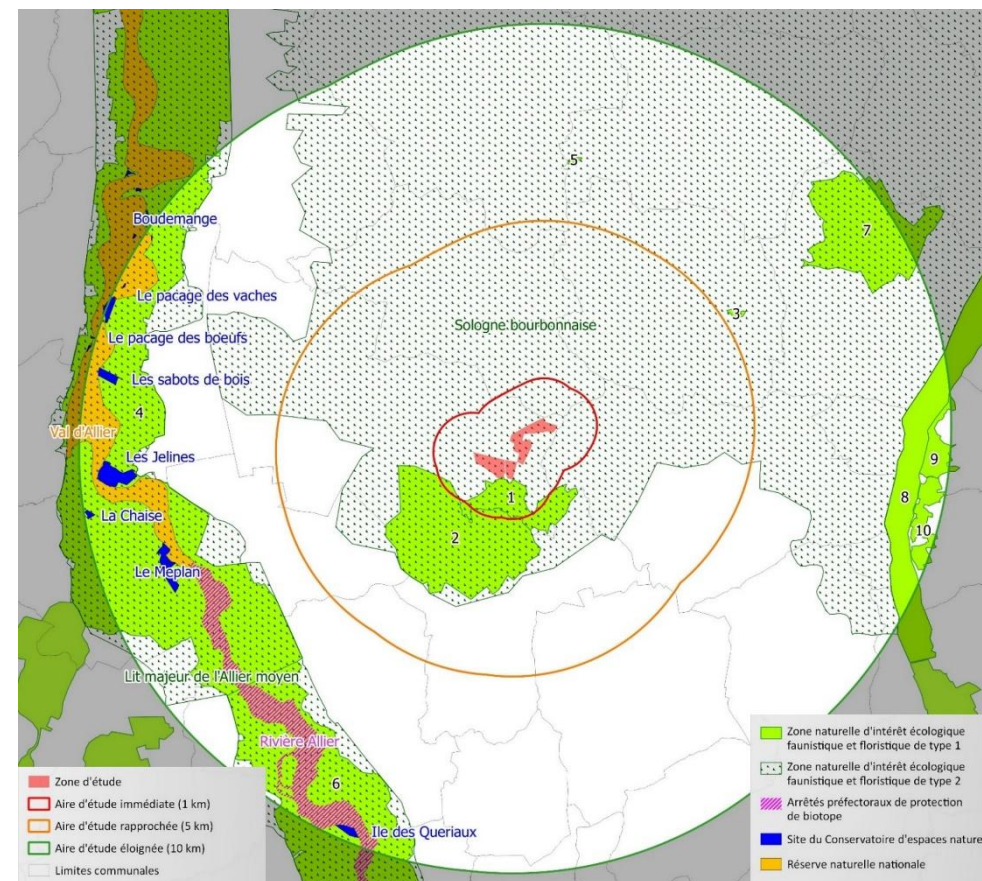 5
7
Boudemange
Le pacage des vaches
3
Sologne bourbonnaise
Le pacage des boeufs
Les sabots de bois
4
Val d'Allier
Les Jelines
9
1
8
La Chaise
2
10
Le Meplan
Lit majeur de l'Allier moyen
Rivière Allier
6
Ile des Queriaux
Zone d'étude
Aire d'étude immédiate (1 km)
Aire d'étude rapprochée (5 km)
Aire d'étude éloignée (10 km)
Limites communales
Zone naturelle d'intérêt écologique
faunistique et floristique de type 1
Zone naturelle d'intérêt écologique
faunistique et floristique de type 2
Arrêtés préfectoraux de protection
de biotope
Site du Conservatoire d'espaces nature
Réserve naturelle nationale